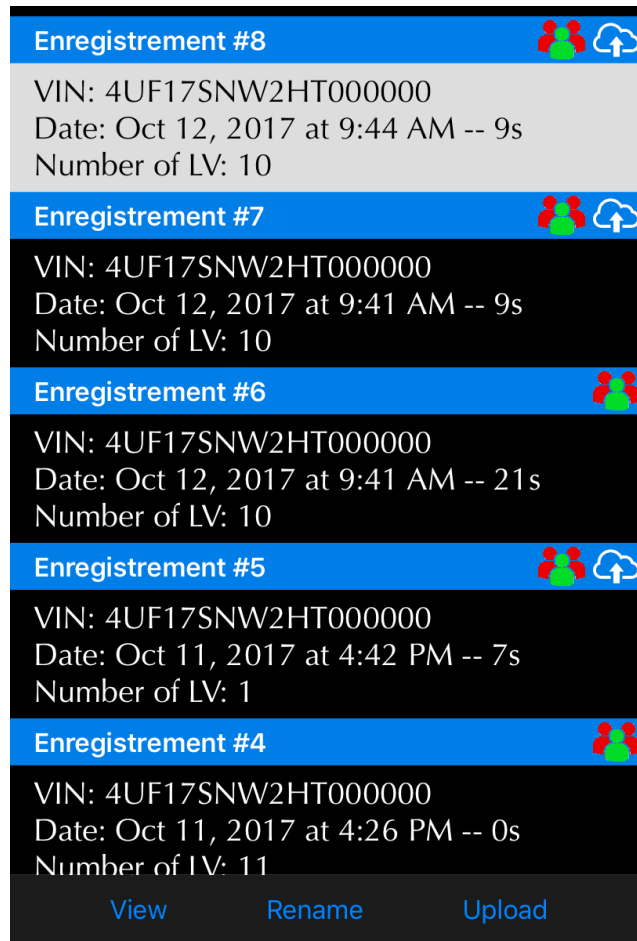 Enregistrement #8
VIN: 4UF17SNW2HT000000
Date: Oct 12, 2017 at 9:44 AM -- 9s
Number of LV: 10
Enregistrement #7
VIN: 4UF17SNW2HT000000
Date: Oct 12, 2017 at 9:41 AM -- 9s
Number of LV: 10
Enregistrement #6
VIN: 4UF17SNW2HT000000
Date: Oct 12, 2017 at 9:41 AM -- 21s
Number of LV: 10
Enregistrement #5
VIN: 4UF17SNW2HT000000
Date: Oct 11, 2017 at 4:42 PM -- 7s
Number of LV: 1
Enregistrement #4
VIN: 4UF17SNW2HT000000
Date: Oct 11, 2017 at 4:26 PM -- 0s
Number of LV: 11
View Rename Upload